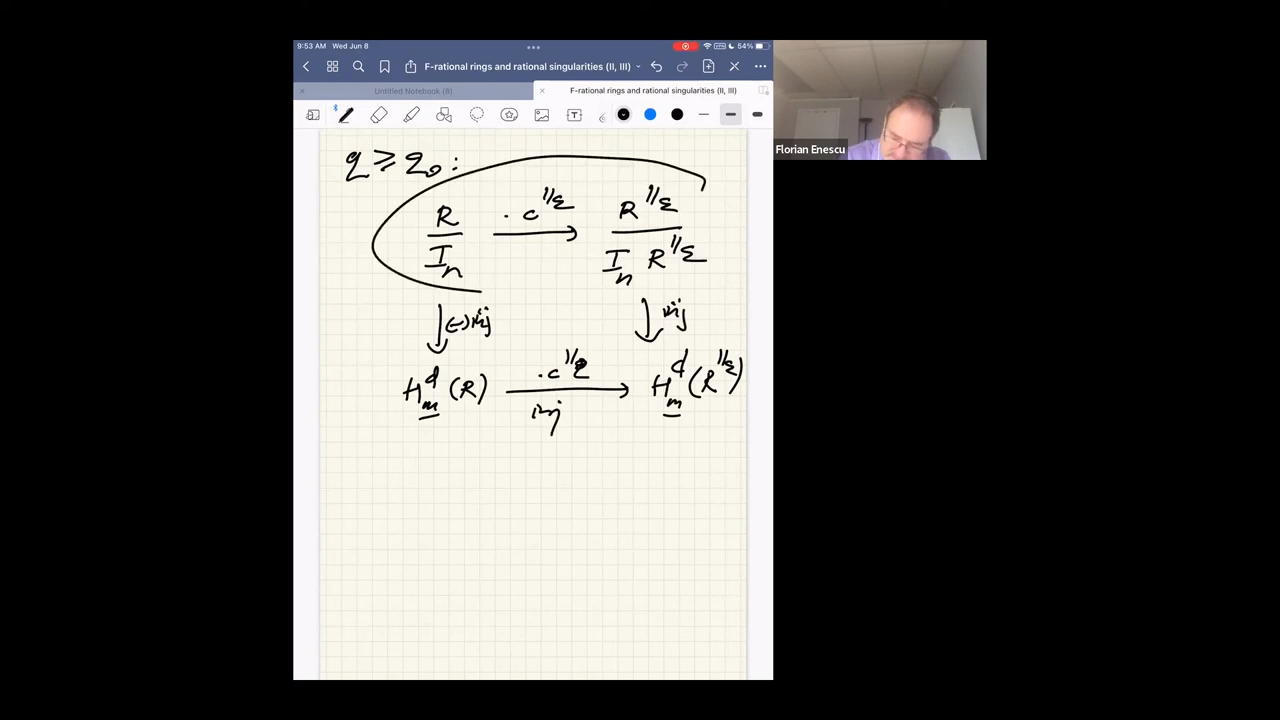 9:53 AM Wed Jun 8
54%
F-rational rings and rational singularities (II, III)
Untitled Notebook (8)
F-rational rings and rational singularities (II, III)
Florian Enescu
q ≥ q₀ :
R/Iₙ · c^{1/q} → R^{1/q}/Iₙ R^{1/q}
↓ (-) inj ↓ inj
H^d_m (R) · c^{1/q} → inj H^d_m (R^{1/q})